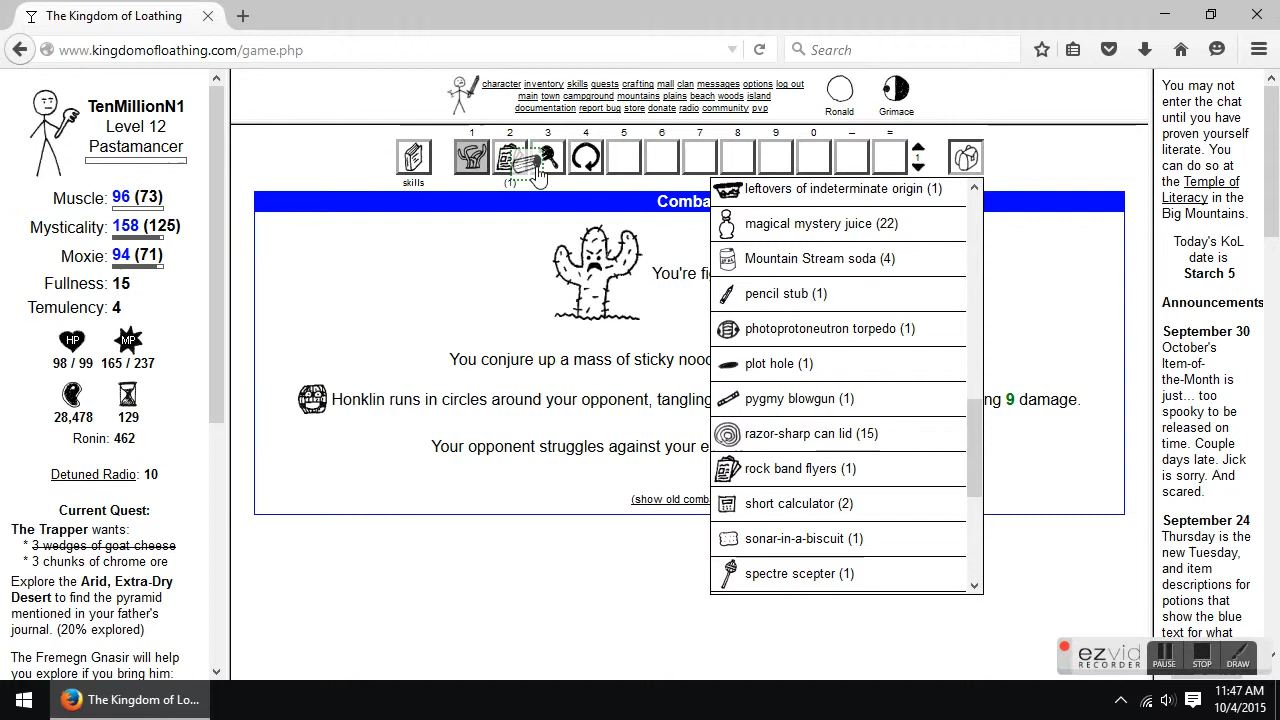 The Kingdom of Loathing
www.kingdomofloathing.com/game.php
Search
TenMillionN1
Level 12
Pastamancer
Muscle: 96 (73)
Mysticality: 158 (125)
Moxie: 94 (71)
Fullness: 15
Temulency: 4
HP MP
98 / 99 165 / 237
28,478 129
Ronin: 462
Detuned Radio: 10
Current Quest:
The Trapper wants:
* 3 wedges of goat cheese
* 3 chunks of chrome ore
Explore the Arid, Extra-Dry
Desert to find the pyramid
mentioned in your father's
journal. (20% explored)
The Fremegn Gnasir will help
you explore if you bring him:
character inventory skills quests crafting mall clan messages options log out
main town campground mountains plains beach woods island
documentation report bug store donate radio community pvp
Ronald Grimace
1 2 3 4 5 6 7 8 9 0 – =
1
skills (1)
Comba
You're fi
You conjure up a mass of sticky nood
Honklin runs in circles around your opponent, tangling ng 9 damage.
Your opponent struggles against your e
(show old comb
leftovers of indeterminate origin (1)
magical mystery juice (22)
Mountain Stream soda (4)
pencil stub (1)
photoprotoneutron torpedo (1)
plot hole (1)
pygmy blowgun (1)
razor-sharp can lid (15)
rock band flyers (1)
short calculator (2)
sonar-in-a-biscuit (1)
spectre scepter (1)
You may not
enter the chat
until you have
proven yourself
literate. You
can do so at
the Temple of
Literacy in the
Big Mountains.
Today's KoL
date is
Starch 5
Announcements
September 30
October's
Item-of-
the-Month is
just... too
spooky to be
released on
time. Couple
days late. Jick
is sorry. And
scared.
September 24
Thursday is the
new Tuesday,
and item
descriptions for
potions that
show the blue
text for what
ezvid
RECORDER
PAUSE STOP DRAW
The Kingdom of Lo...
11:47 AM
10/4/2015